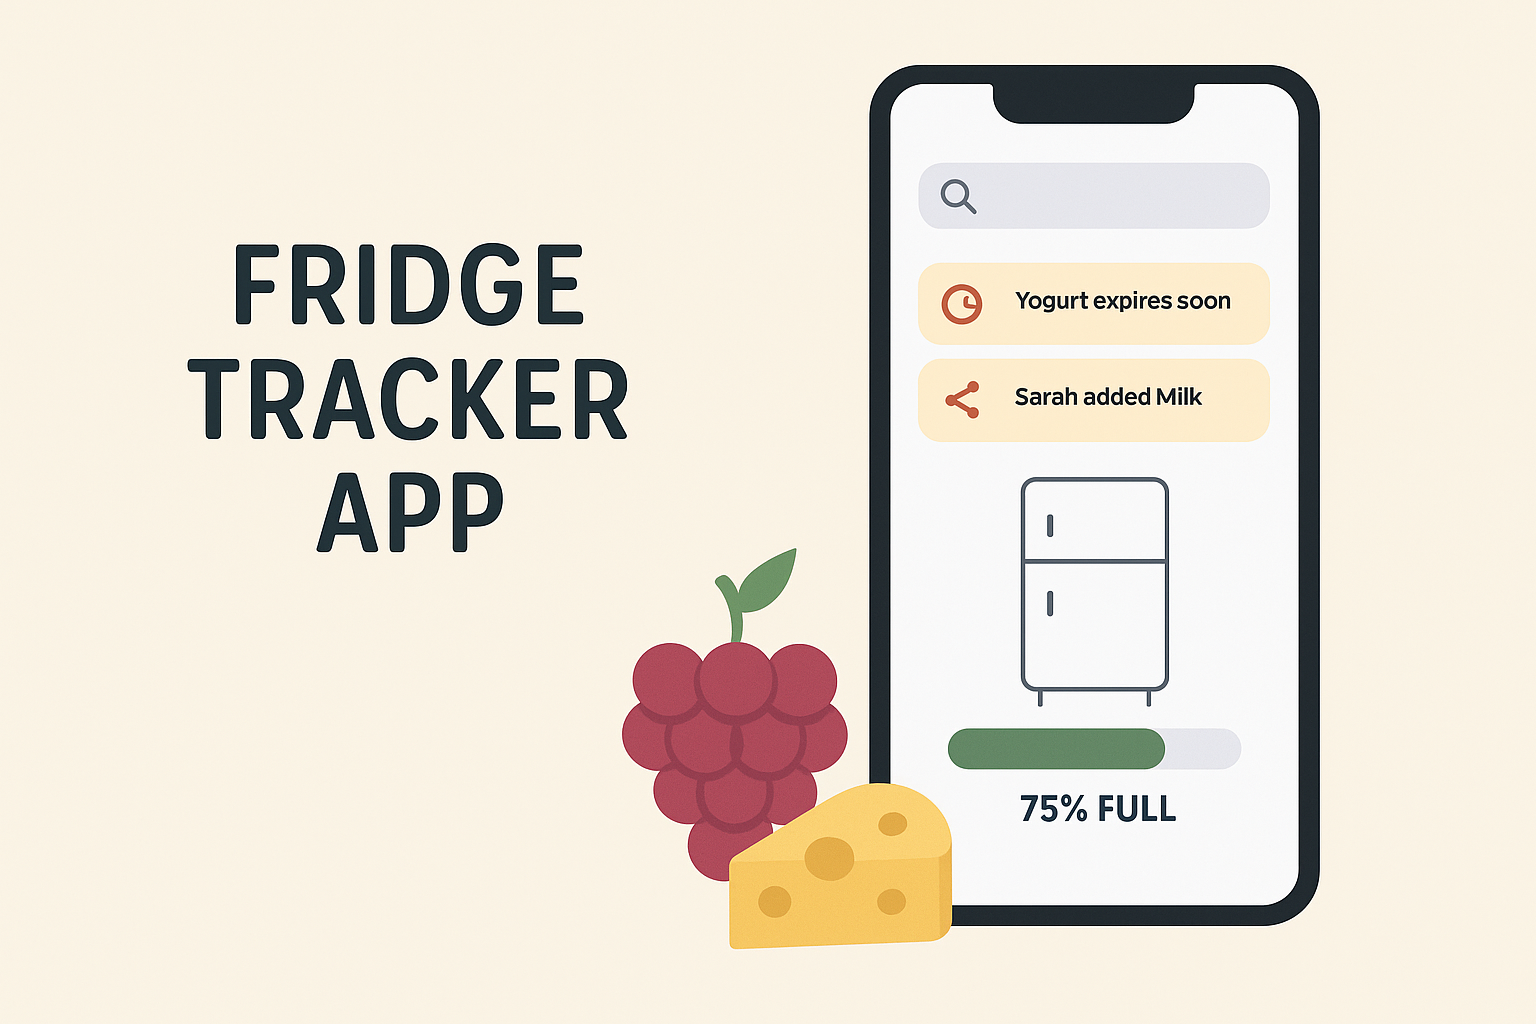 FRIDGE
TRACKER
APP
Yogurt expires soon
Sarah added Milk
75% FULL